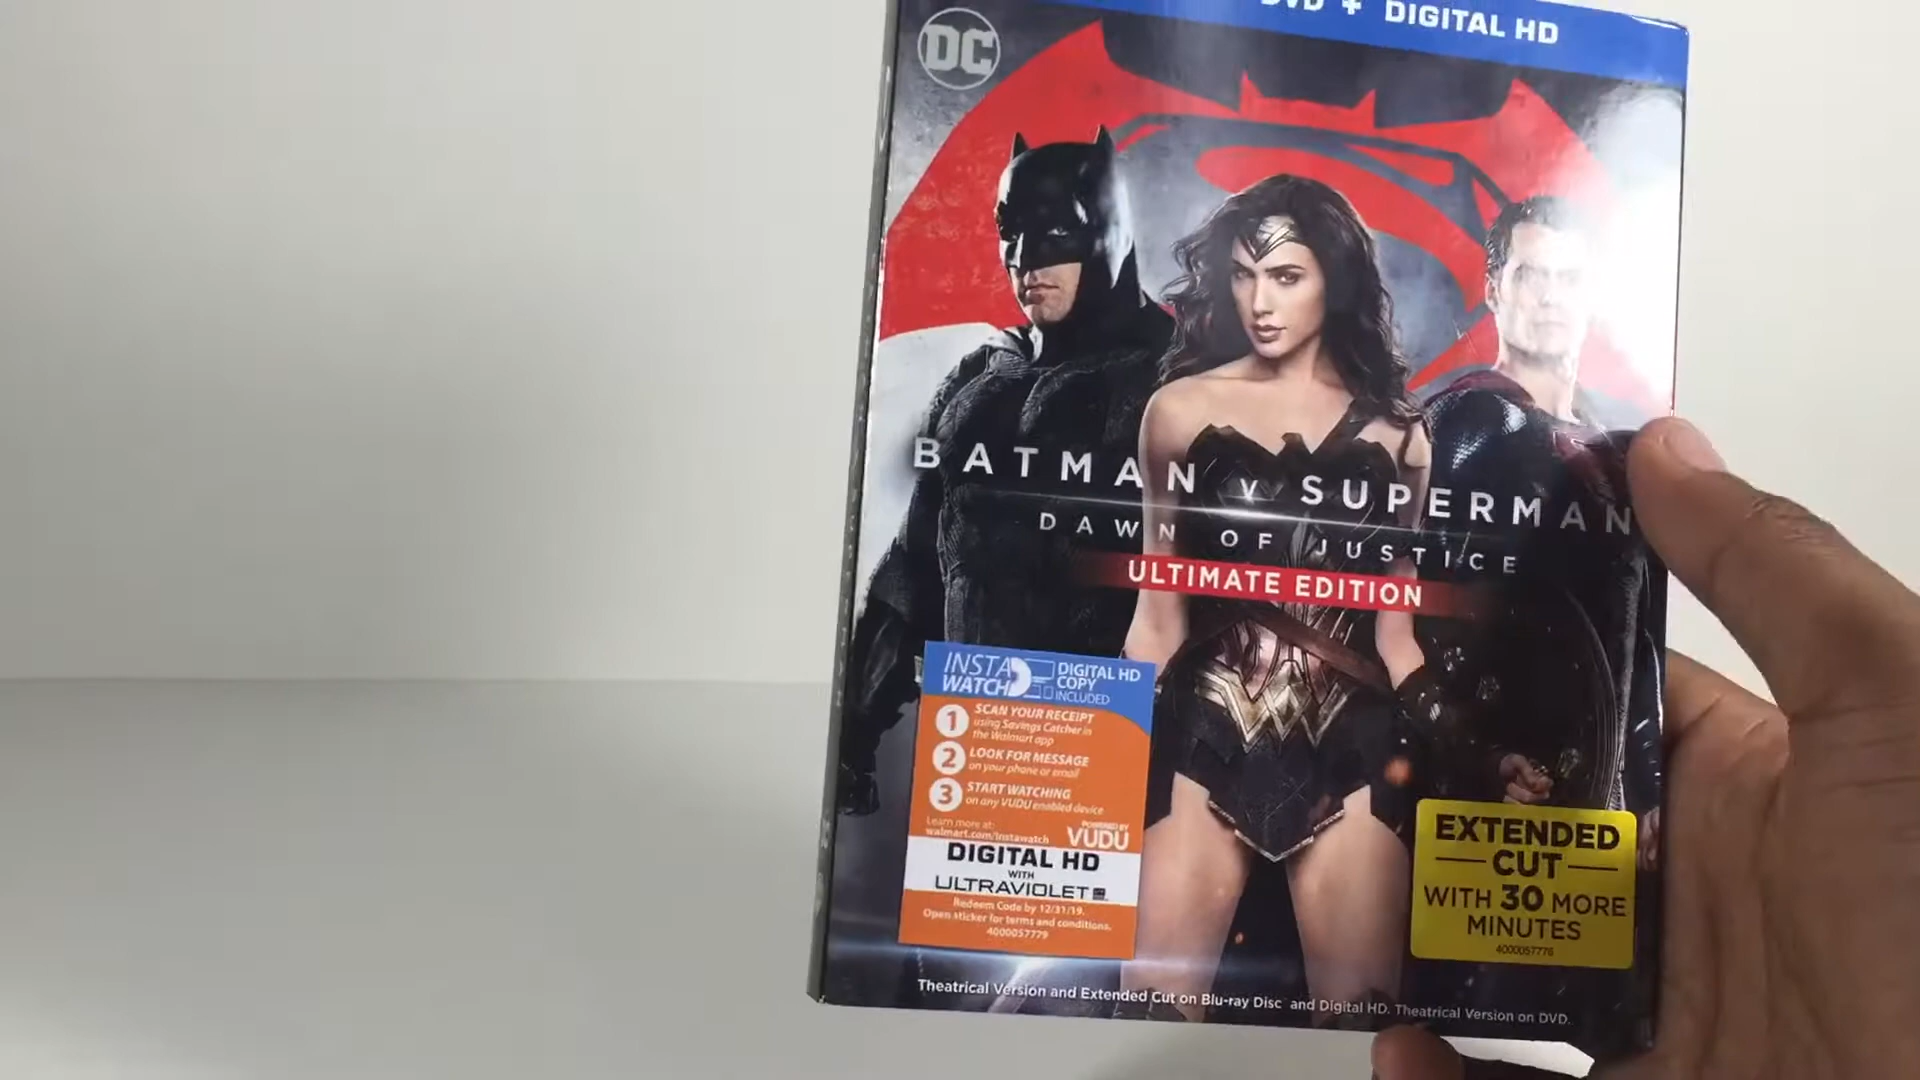 DVD + DIGITAL HD
DC
BATMAN v SUPERMAN
DAWN OF JUSTICE
ULTIMATE EDITION
INSTA
WATCH
DIGITAL HD
COPY
INCLUDED
1 SCAN YOUR RECEIPT
using Savings Catcher in
the Walmart app
2 LOOK FOR MESSAGE
on your phone or email
3 START WATCHING
on any VUDU enabled device
Learn more at:
walmart.com/instawatch
POWERED BY
VUDU
DIGITAL HD
WITH
ULTRAVIOLET
Redeem Code by 12/31/19.
Open sticker for terms and conditions.
4000057779
EXTENDED
CUT
WITH 30 MORE
MINUTES
4000057776
Theatrical Version and Extended Cut on Blu-ray Disc and Digital HD. Theatrical Version on DVD.